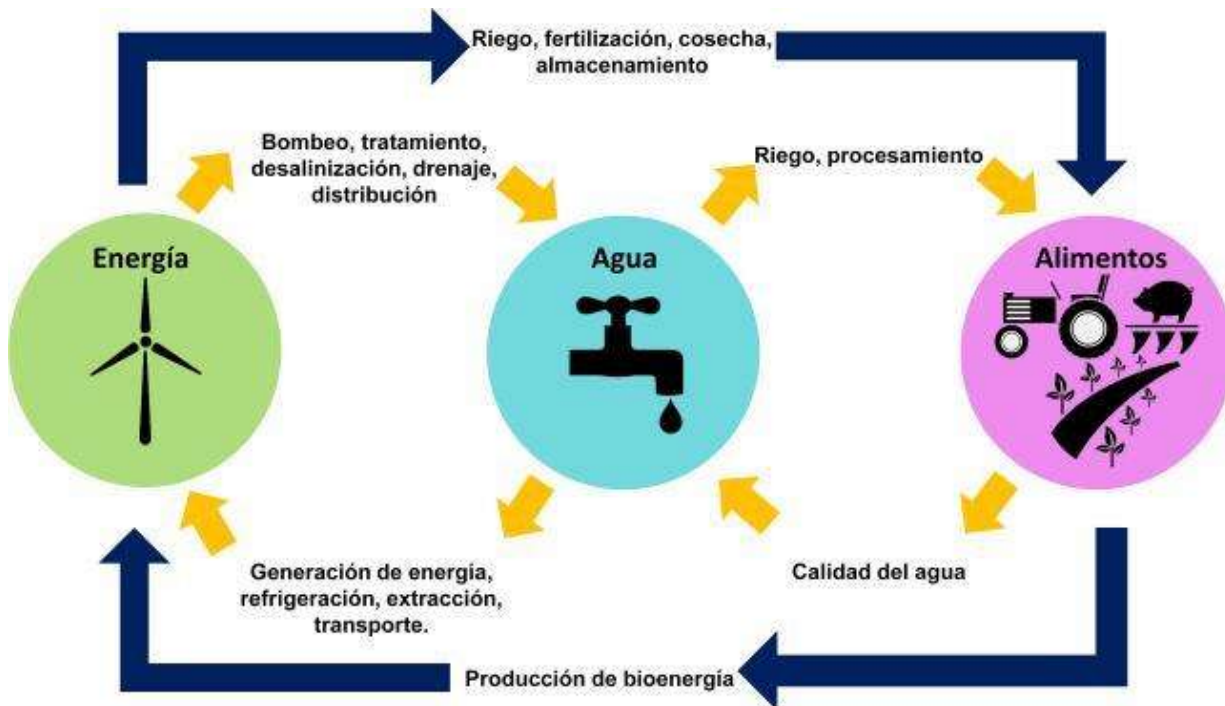 Riego, fertilización, cosecha,
almacenamiento
Bombeo, tratamiento,
desalinización, drenaje,
distribución
Riego, procesamiento
Energía
Agua
Alimentos
Generación de energía,
refrigeración, extracción,
transporte.
Calidad del agua
Producción de bioenergía